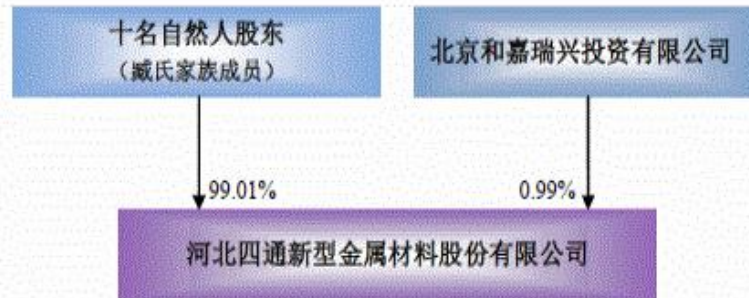 十名自然人股东
（臧氏家族成员）
北京和嘉瑞兴投资有限公司
99.01%
0.99%
河北四通新型金属材料股份有限公司